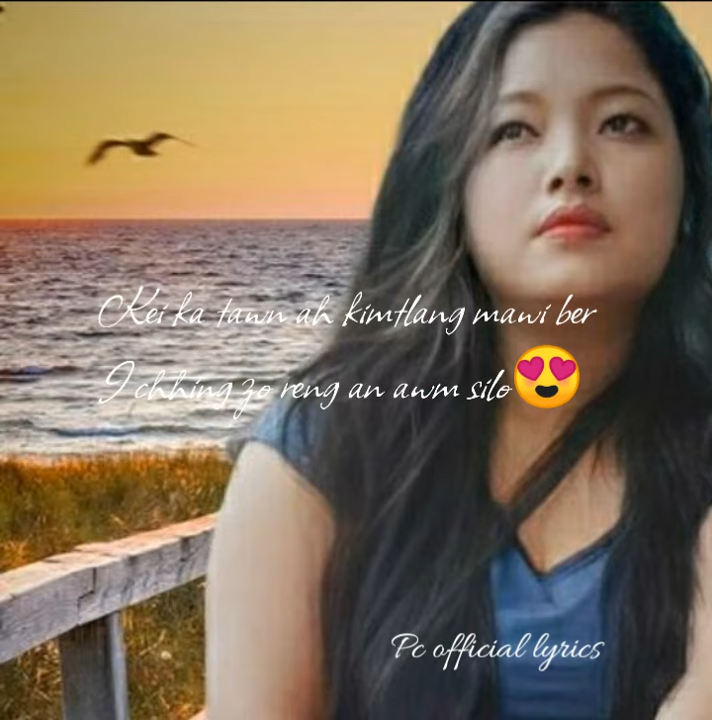 Kei ka tawn ah kimtlang mawi ber
I chhing zo reng an awm silo😍
Pc official lyrics